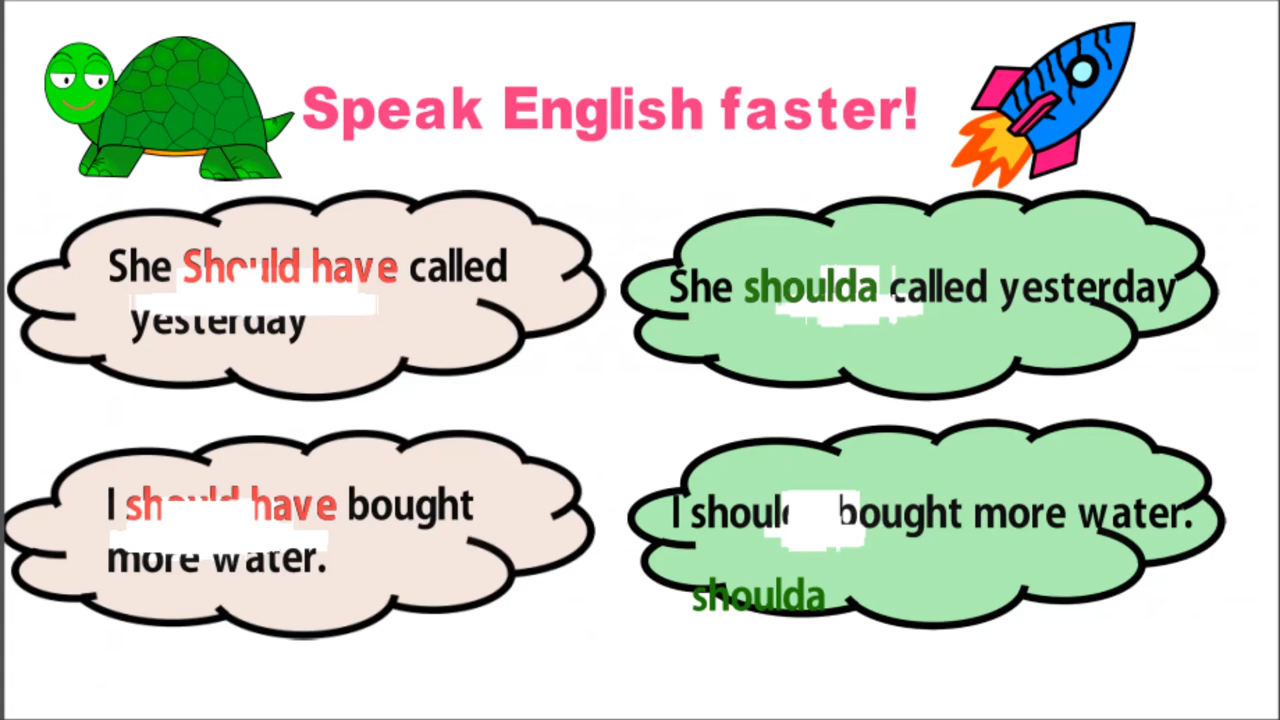 Speak English faster!
She Should have called
yesterday
She shoulda called yesterday
I should have bought
more water.
I should bought more water.
shoulda